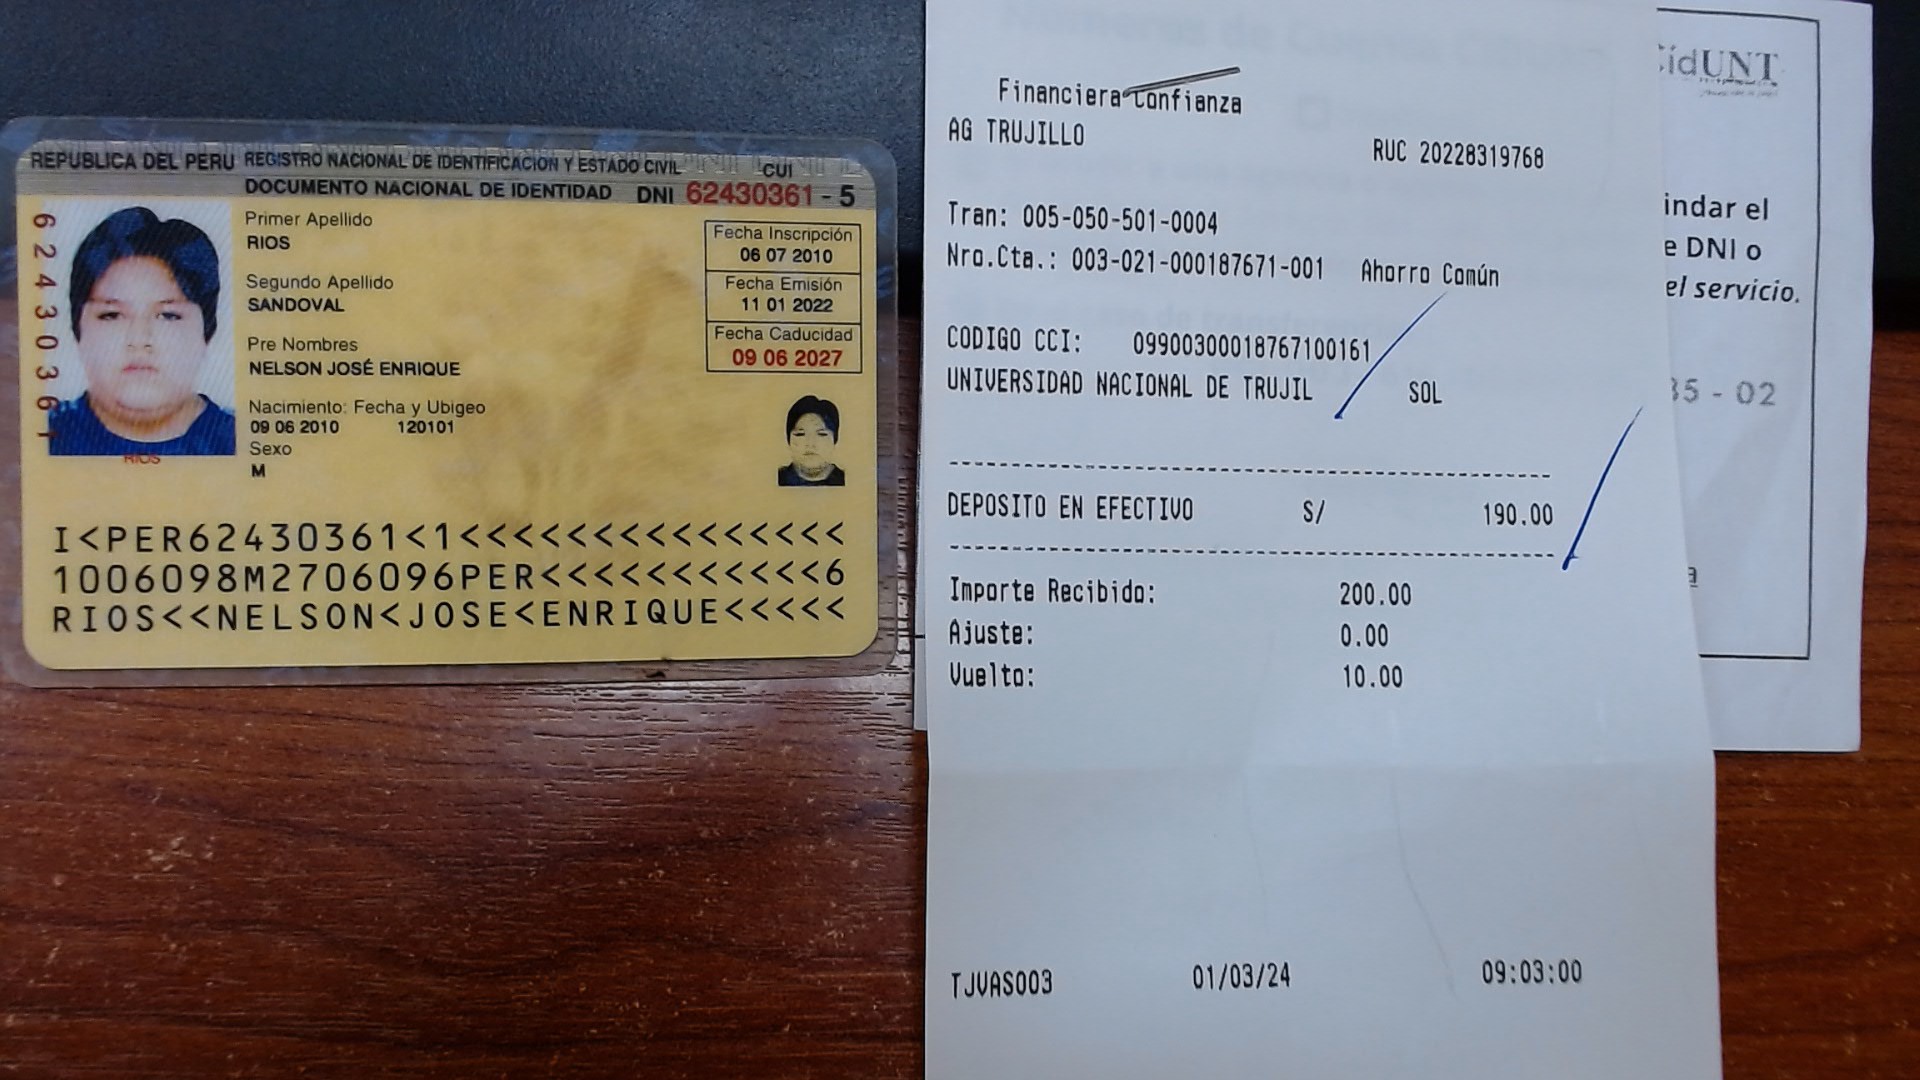 REPUBLICA DEL PERU REGISTRO NACIONAL DE IDENTIFICACION Y ESTADO CIVIL CUI
DOCUMENTO NACIONAL DE IDENTIDAD DNI 62430361 - 5
62430361
Primer Apellido
RIOS
Segundo Apellido
SANDOVAL
Pre Nombres
NELSON JOSÉ ENRIQUE
Nacimiento: Fecha y Ubigeo
09 06 2010 120101
Sexo
M
Fecha Inscripción
06 07 2010
Fecha Emisión
11 01 2022
Fecha Caducidad
09 06 2027
RIOS
I<PER62430361<1<<<<<<<<<<<<<<<
1006098M2706096PER<<<<<<<<<<<6
RIOS<<NELSON<JOSE<ENRIQUE<<<<<
Financiera Confianza
AG TRUJILLO RUC 20228319768
Tran: 005-050-501-0004
Nro.Cta.: 003-021-000187671-001 Ahorro Común
CODIGO CCI: 09900300018767100161
UNIVERSIDAD NACIONAL DE TRUJIL SOL
DEPOSITO EN EFECTIVO S/ 190.00
Importe Recibido: 200.00
Ajuste: 0.00
Vuelto: 10.00
TJVAS003 01/03/24 09:03:00
CidUNT
indar el
e DNI o
el servicio.
35 - 02
a